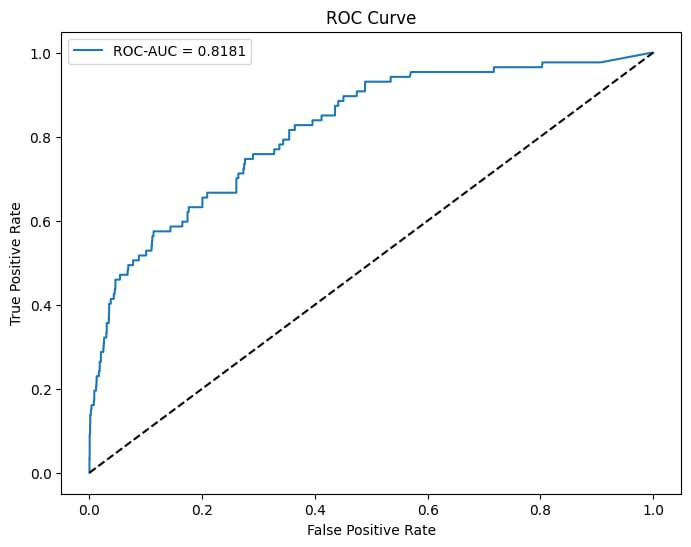 ROC Curve
ROC-AUC = 0.8181
True Positive Rate
1.0
0.8
0.6
0.4
0.2
0.0
0.0 0.2 0.4 0.6 0.8 1.0
False Positive Rate